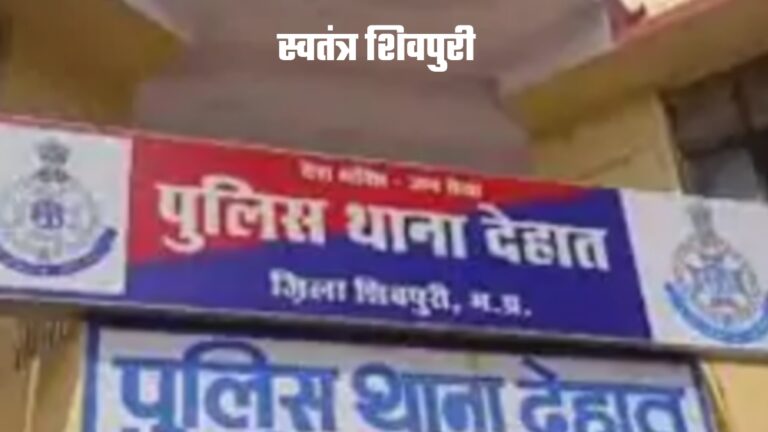 स्वतंत्र शिवपुरी
देश भक्ति - जन सेवा
पुलिस थाना देहात
ज़िला शिवपुरी, म.प्र.
पुलिस थाना देहात